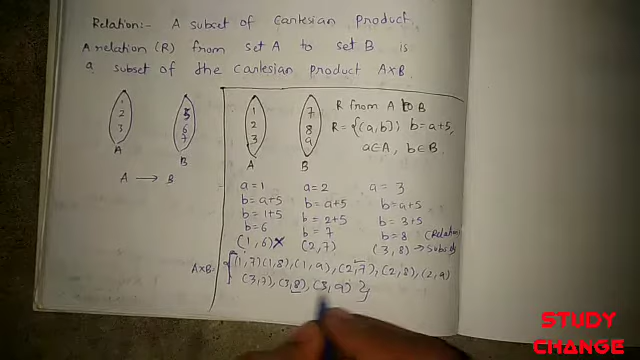 Relation:- A subset of Cartesian Product.
A relation (R) from set A to set B is
a subset of the Cartesian product A×B.
1
2
3
A
5
6
7
B
A → B
1
2
3
A
7
8
9
B
R from A to B
R = {(a,b); b = a+5,
a∈A, b∈B.
a = 1
b = a+5
b = 1+5
b = 6
(1,6)×
a = 2
b = a+5
b = 2+5
b = 7
(2,7)
a = 3
b = a+5
b = 3+5
b = 8 (Relation)
(3,8) →
A×B= {(1,7)(1,8),(1,9),(2,7),(2,8),(2,9)
(3,7),(3,8),(3,9)}
STUDY
CHANGE